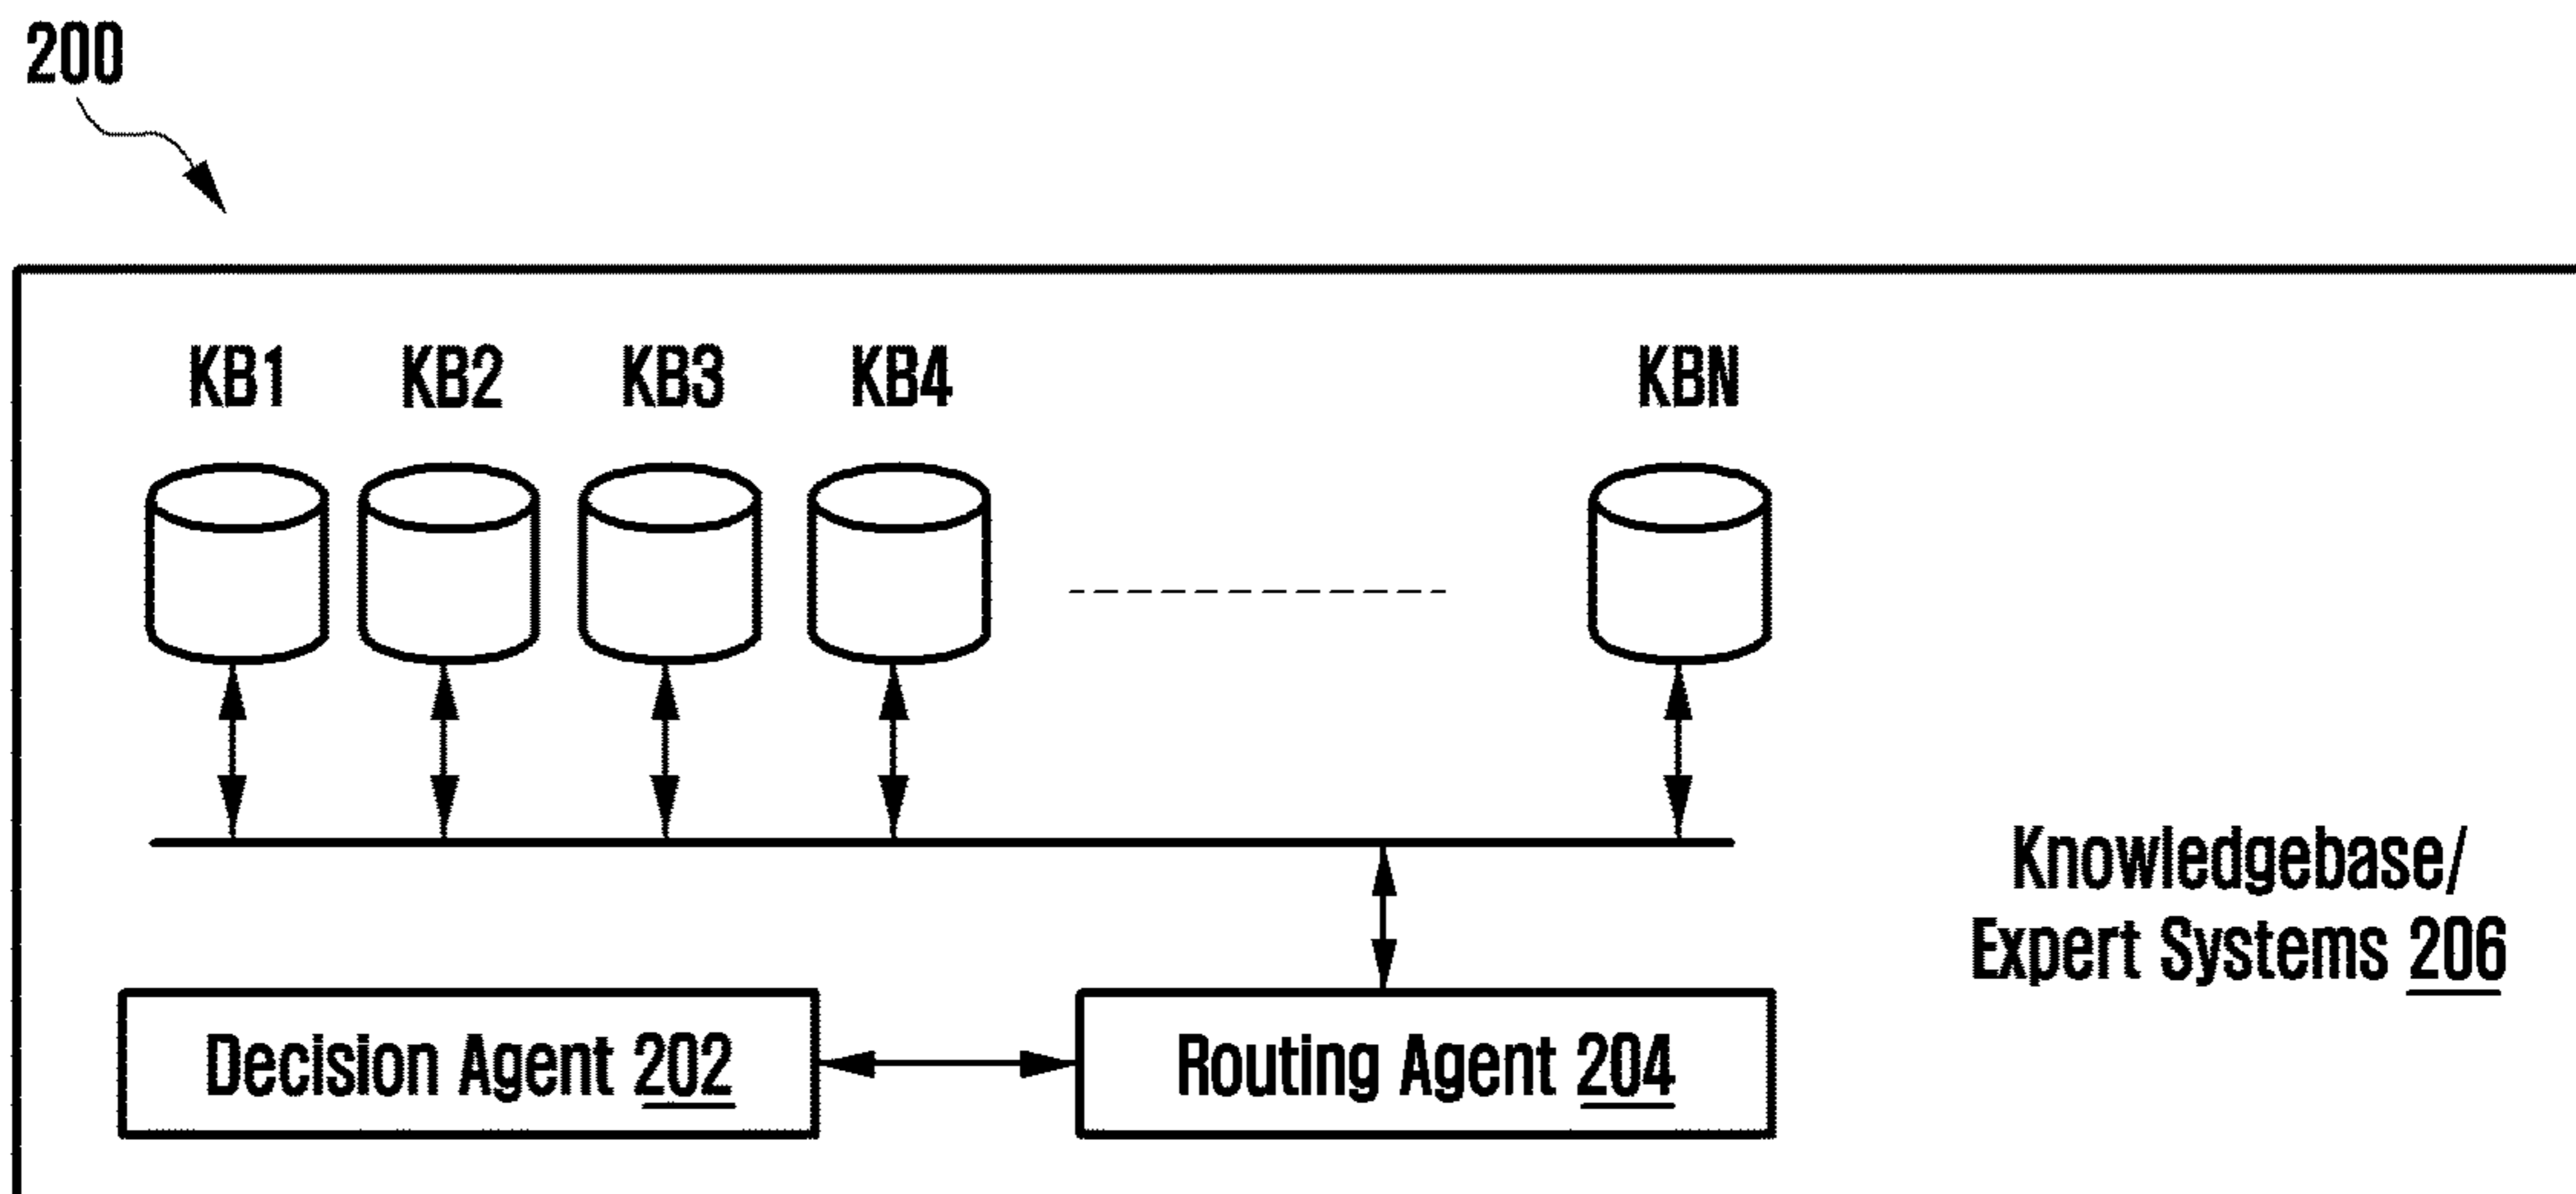 200
KB1 KB2 KB3 KB4 KBN
Knowledgebase/
Expert Systems 206
Decision Agent 202
Routing Agent 204